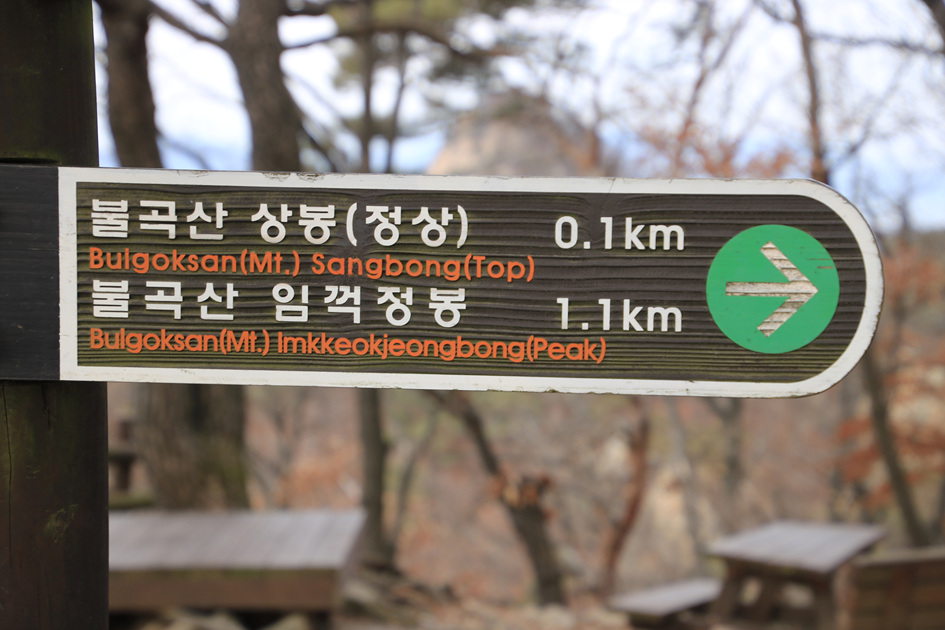 불곡산 상봉(정상) 0.1km
Bulgoksan(Mt.) Sangbong(Top)
불곡산 임꺽정봉 1.1km
Bulgoksan(Mt.) Imkkeokjeongbong(Peak)